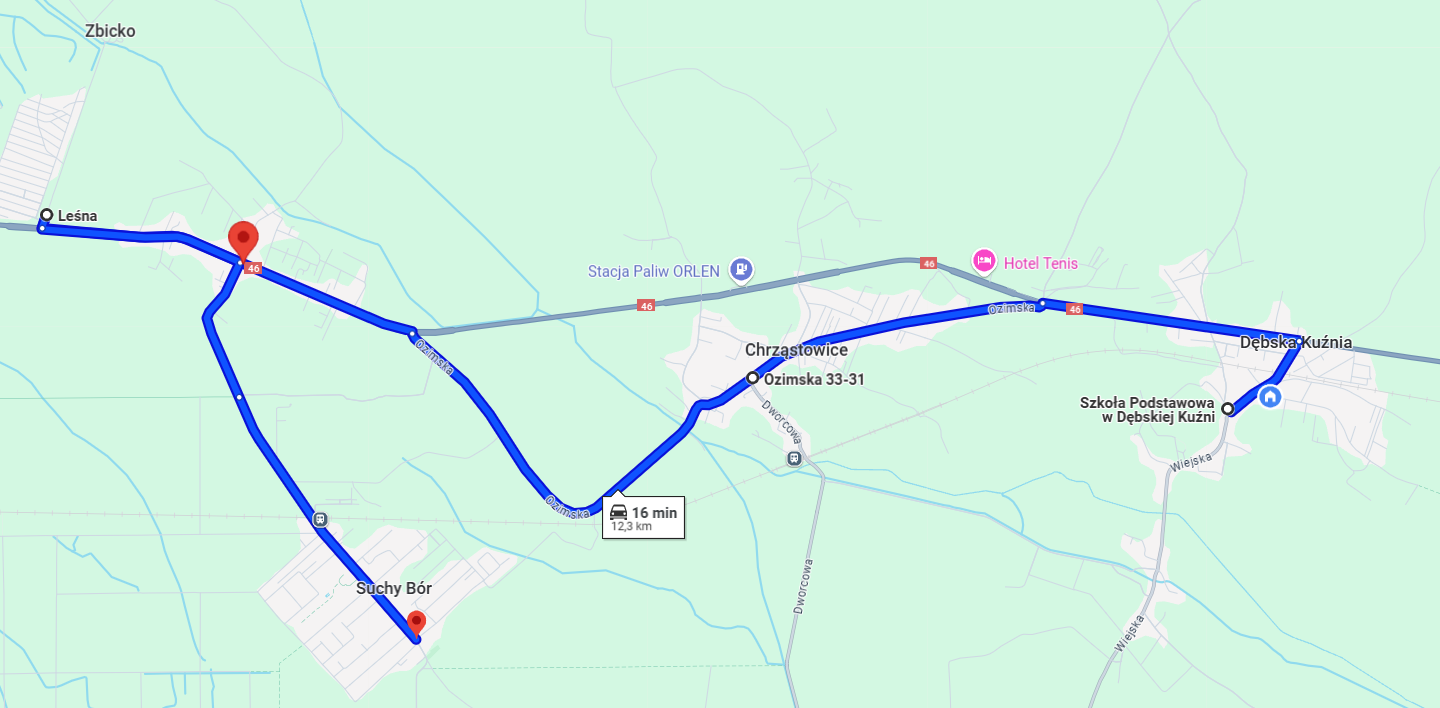 Zbicko
Leśna
46
Stacja Paliw ORLEN
46
Hotel Tenis
46
Ozimska
46
Ozimska
Chrząstowice
Dębska Kuźnia
Ozimska 33-31
Szkoła Podstawowa
w Dębskiej Kuźni
Dworcowa
Wiejska
Ozimska
16 min
12,3 km
Suchy Bór
Dworcowa
Wiejska